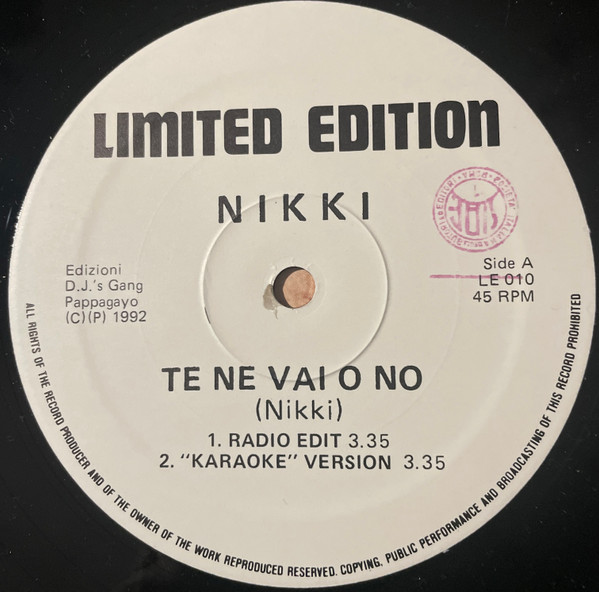 LIMITED EDITION
NIKKI
Edizioni
D.J.'s Gang
Pappagayo
(C)(P) 1992
Side A
LE 010
45 RPM
TE NE VAI O NO
(Nikki)
1. RADIO EDIT 3.35
2. "KARAOKE" VERSION 3.35
ALL RIGHTS OF THE RECORD PRODUCER AND OF THE OWNER OF THE WORK REPRODUCED RESERVED. COPYING, PUBLIC PERFORMANCE AND BROADCASTING OF THIS RECORD PROHIBITED